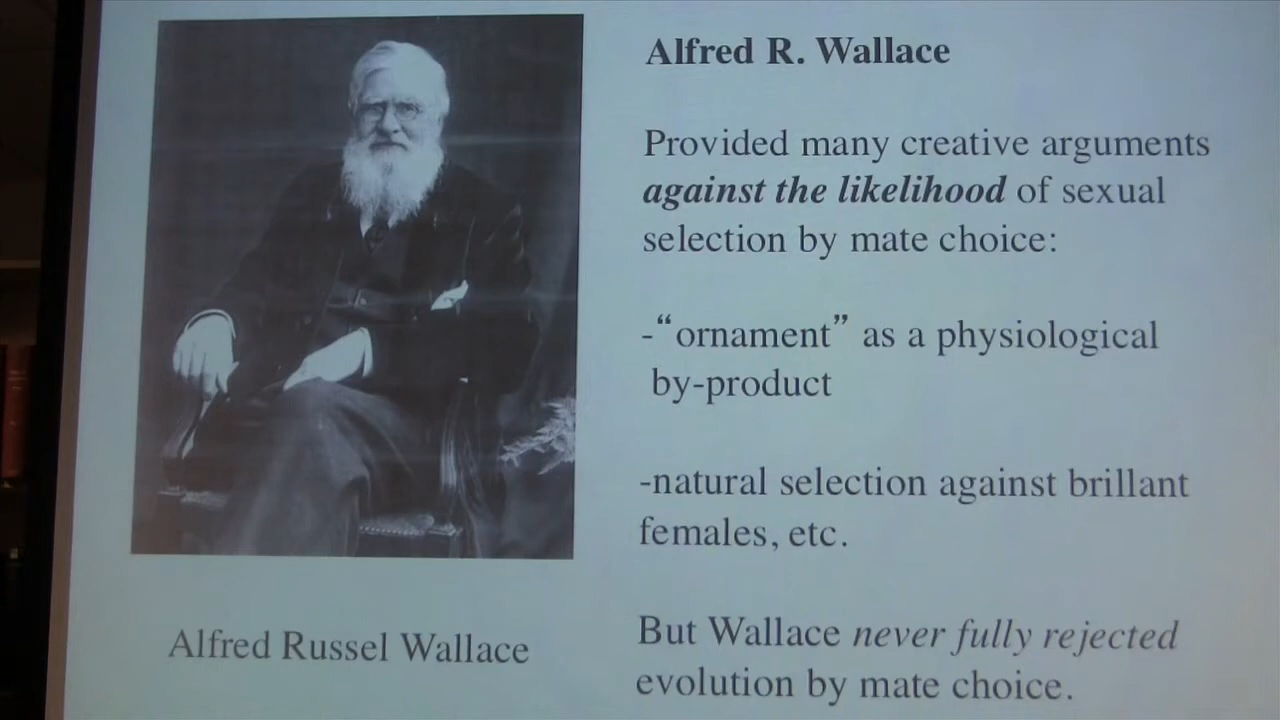 Alfred R. Wallace
Provided many creative arguments
against the likelihood of sexual
selection by mate choice:
-“ornament” as a physiological
by-product
-natural selection against brillant
females, etc.
But Wallace never fully rejected
evolution by mate choice.
Alfred Russel Wallace